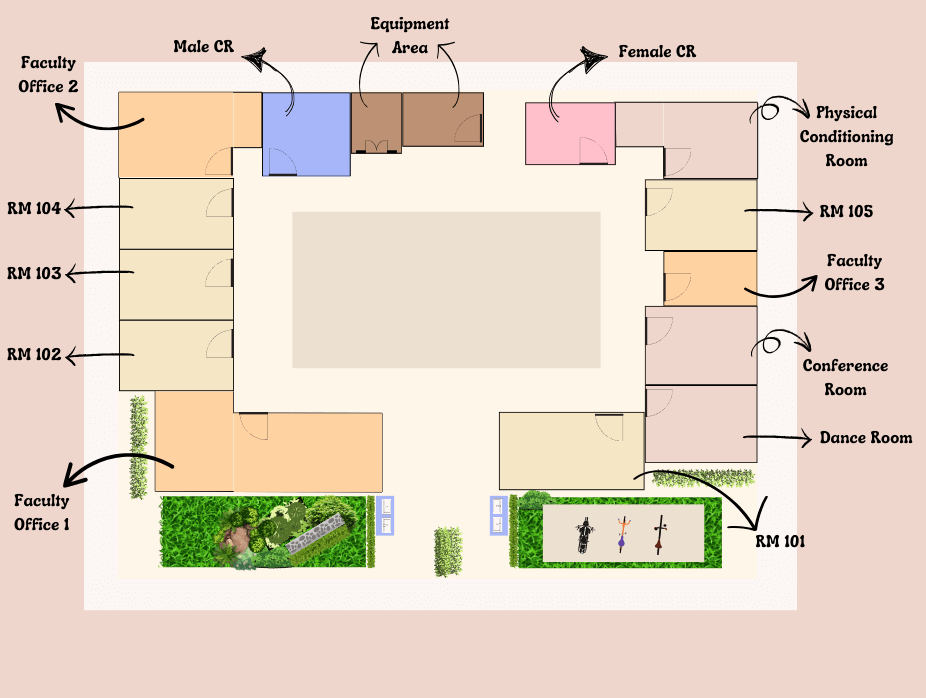 Equipment
Area
Male CR
Female CR
Faculty
Office 2
Physical
Conditioning
Room
RM 104
RM 105
RM 103
Faculty
Office 3
RM 102
Conference
Room
Dance Room
Faculty
Office 1
RM 101